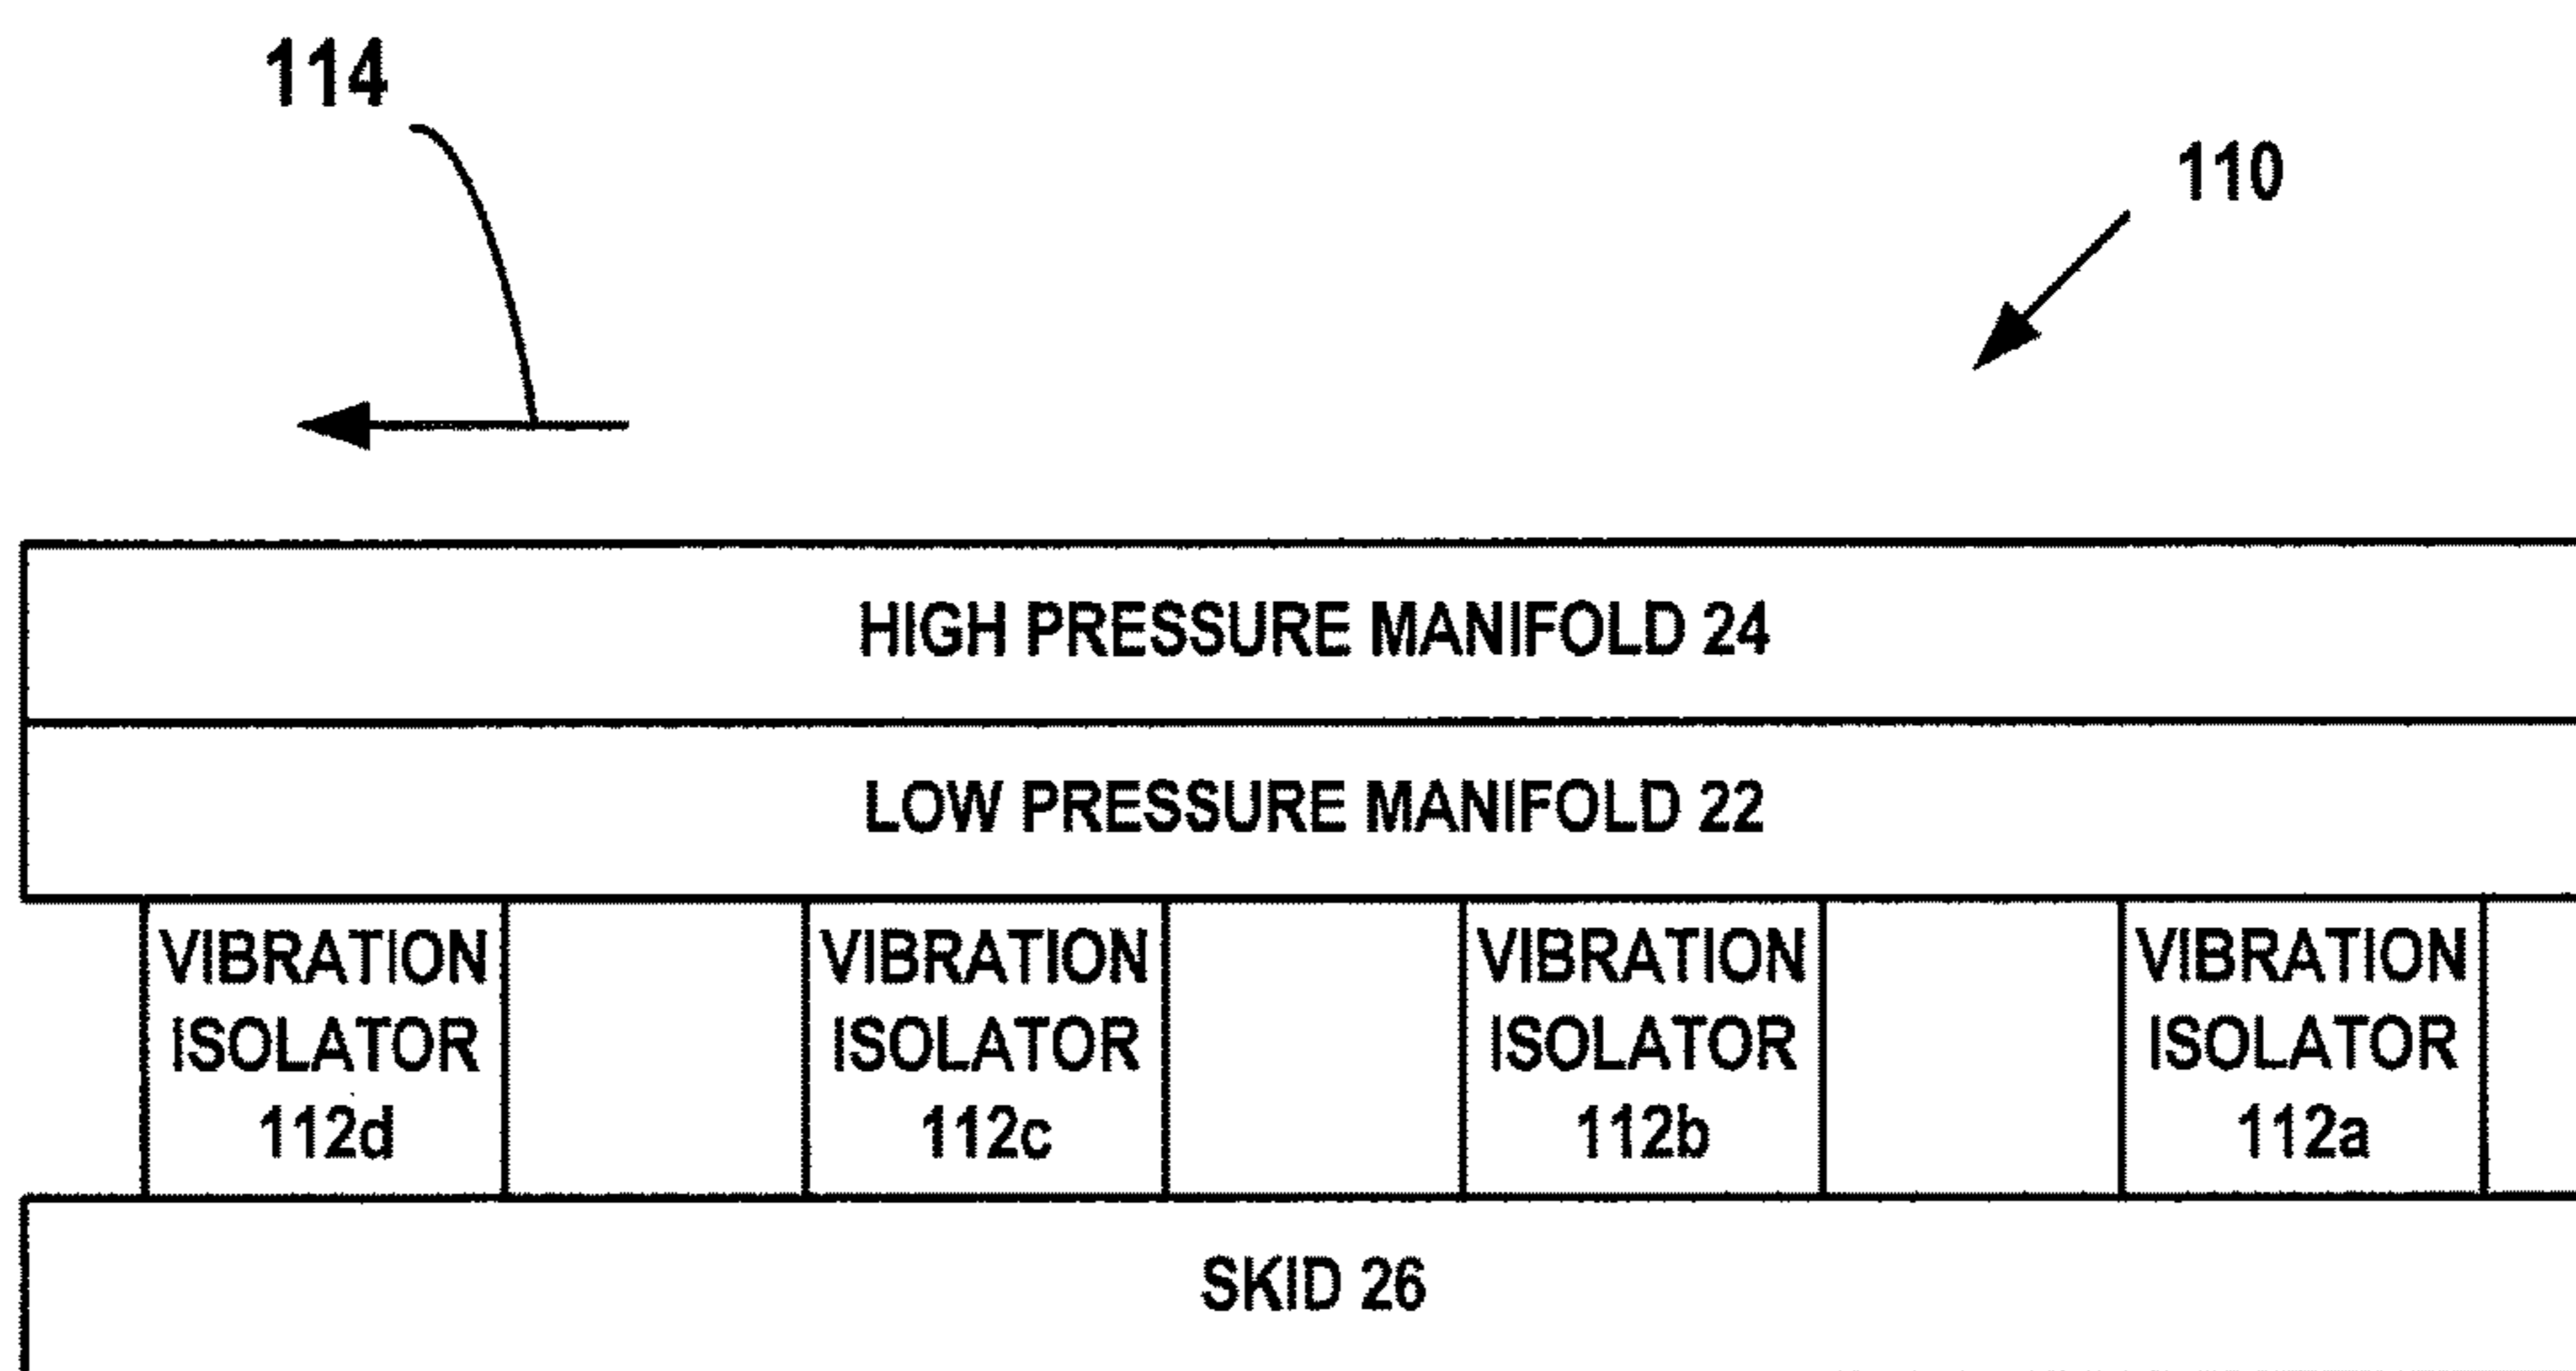 114
110
HIGH PRESSURE MANIFOLD 24
LOW PRESSURE MANIFOLD 22
VIBRATION
ISOLATOR
112d
VIBRATION
ISOLATOR
112c
VIBRATION
ISOLATOR
112b
VIBRATION
ISOLATOR
112a
SKID 26